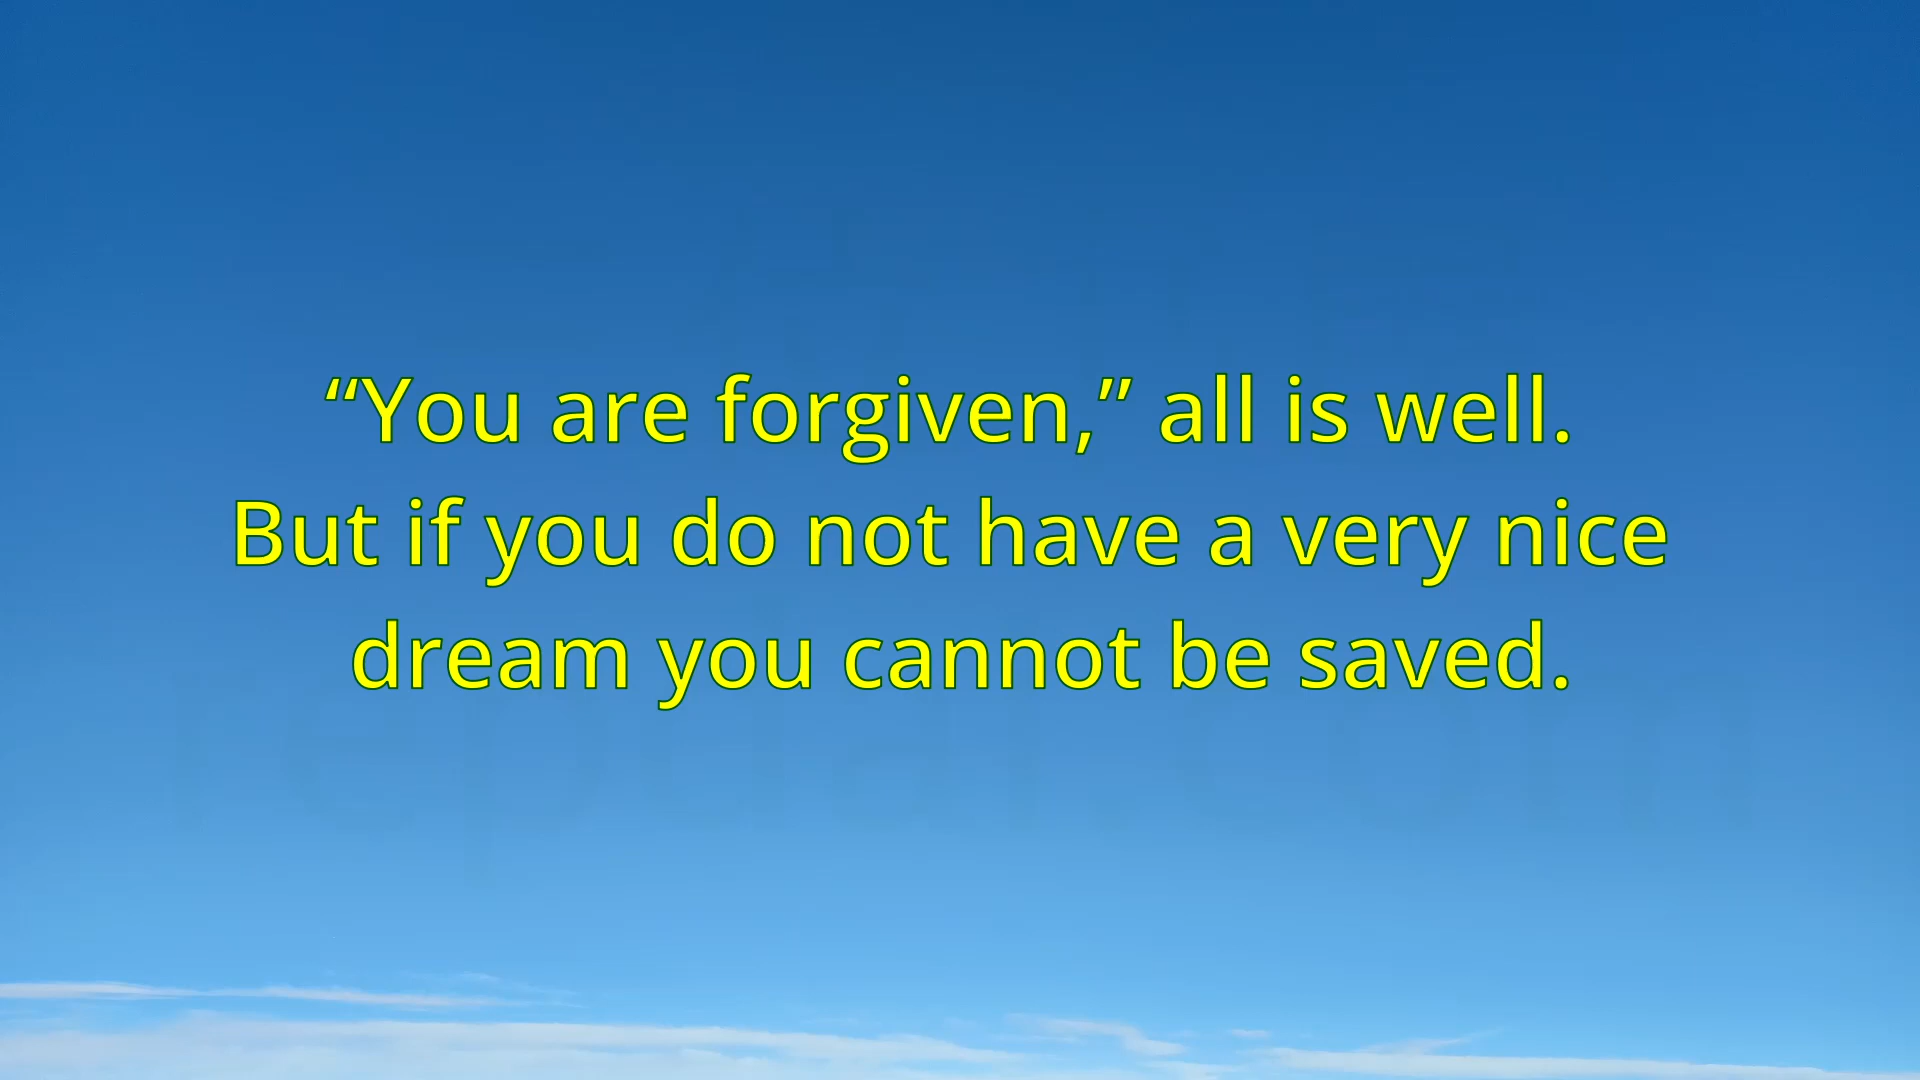 “You are forgiven,” all is well.
But if you do not have a very nice
dream you cannot be saved.